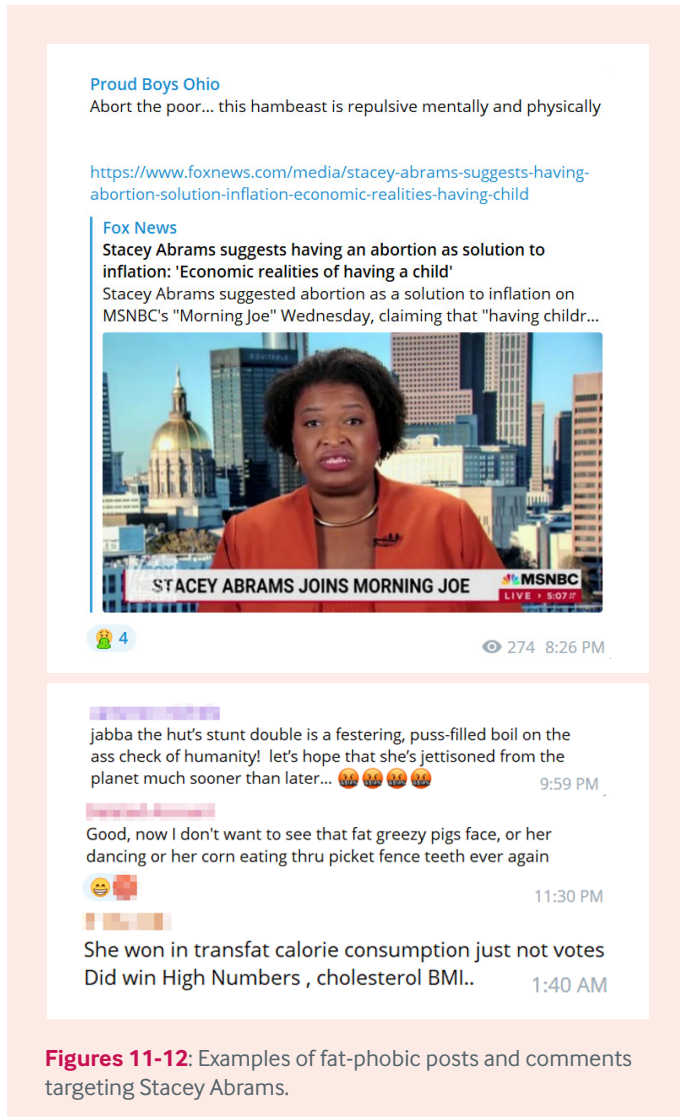 Proud Boys Ohio
Abort the poor... this hambeast is repulsive mentally and physically
https://www.foxnews.com/media/stacey-abrams-suggests-having-
abortion-solution-inflation-economic-realities-having-child
Fox News
Stacey Abrams suggests having an abortion as solution to
inflation: 'Economic realities of having a child'
Stacey Abrams suggested abortion as a solution to inflation on
MSNBC's "Morning Joe" Wednesday, claiming that "having childr...
EQUITABLE
STACEY ABRAMS JOINS MORNING JOE
MSNBC
LIVE > 5:07
4
274 8:26 PM
jabba the hut's stunt double is a festering, puss-filled boil on the
ass check of humanity! let's hope that she's jettisoned from the
planet much sooner than later...
9:59 PM
Good, now I don't want to see that fat greezy pigs face, or her
dancing or her corn eating thru picket fence teeth ever again
11:30 PM
She won in transfat calorie consumption just not votes
Did win High Numbers , cholesterol BMI..
1:40 AM
Figures 11-12: Examples of fat-phobic posts and comments
targeting Stacey Abrams.